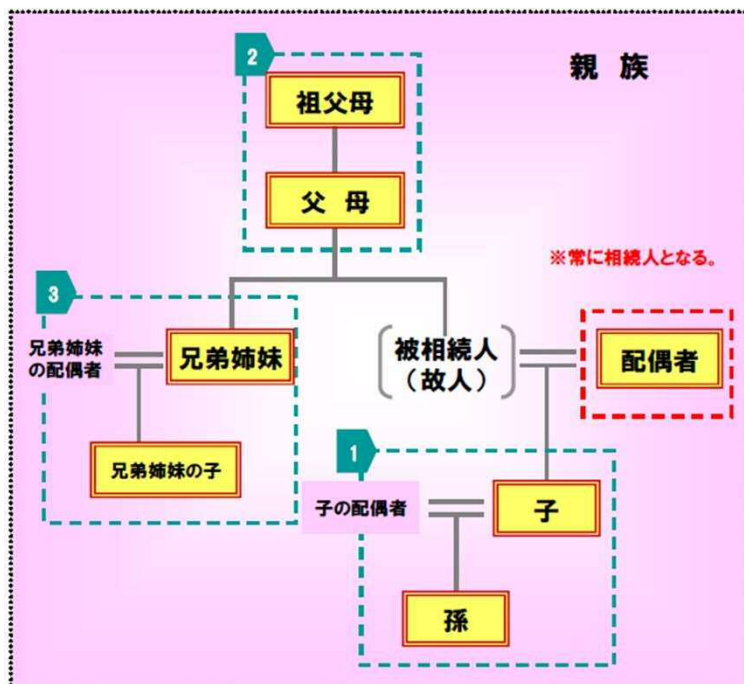 親 族
2
祖父母
父 母
※常に相続人となる。
3
兄弟姉妹
の配偶者
兄弟姉妹
被相続人
（故人）
配偶者
兄弟姉妹の子
1
子の配偶者
子
孫